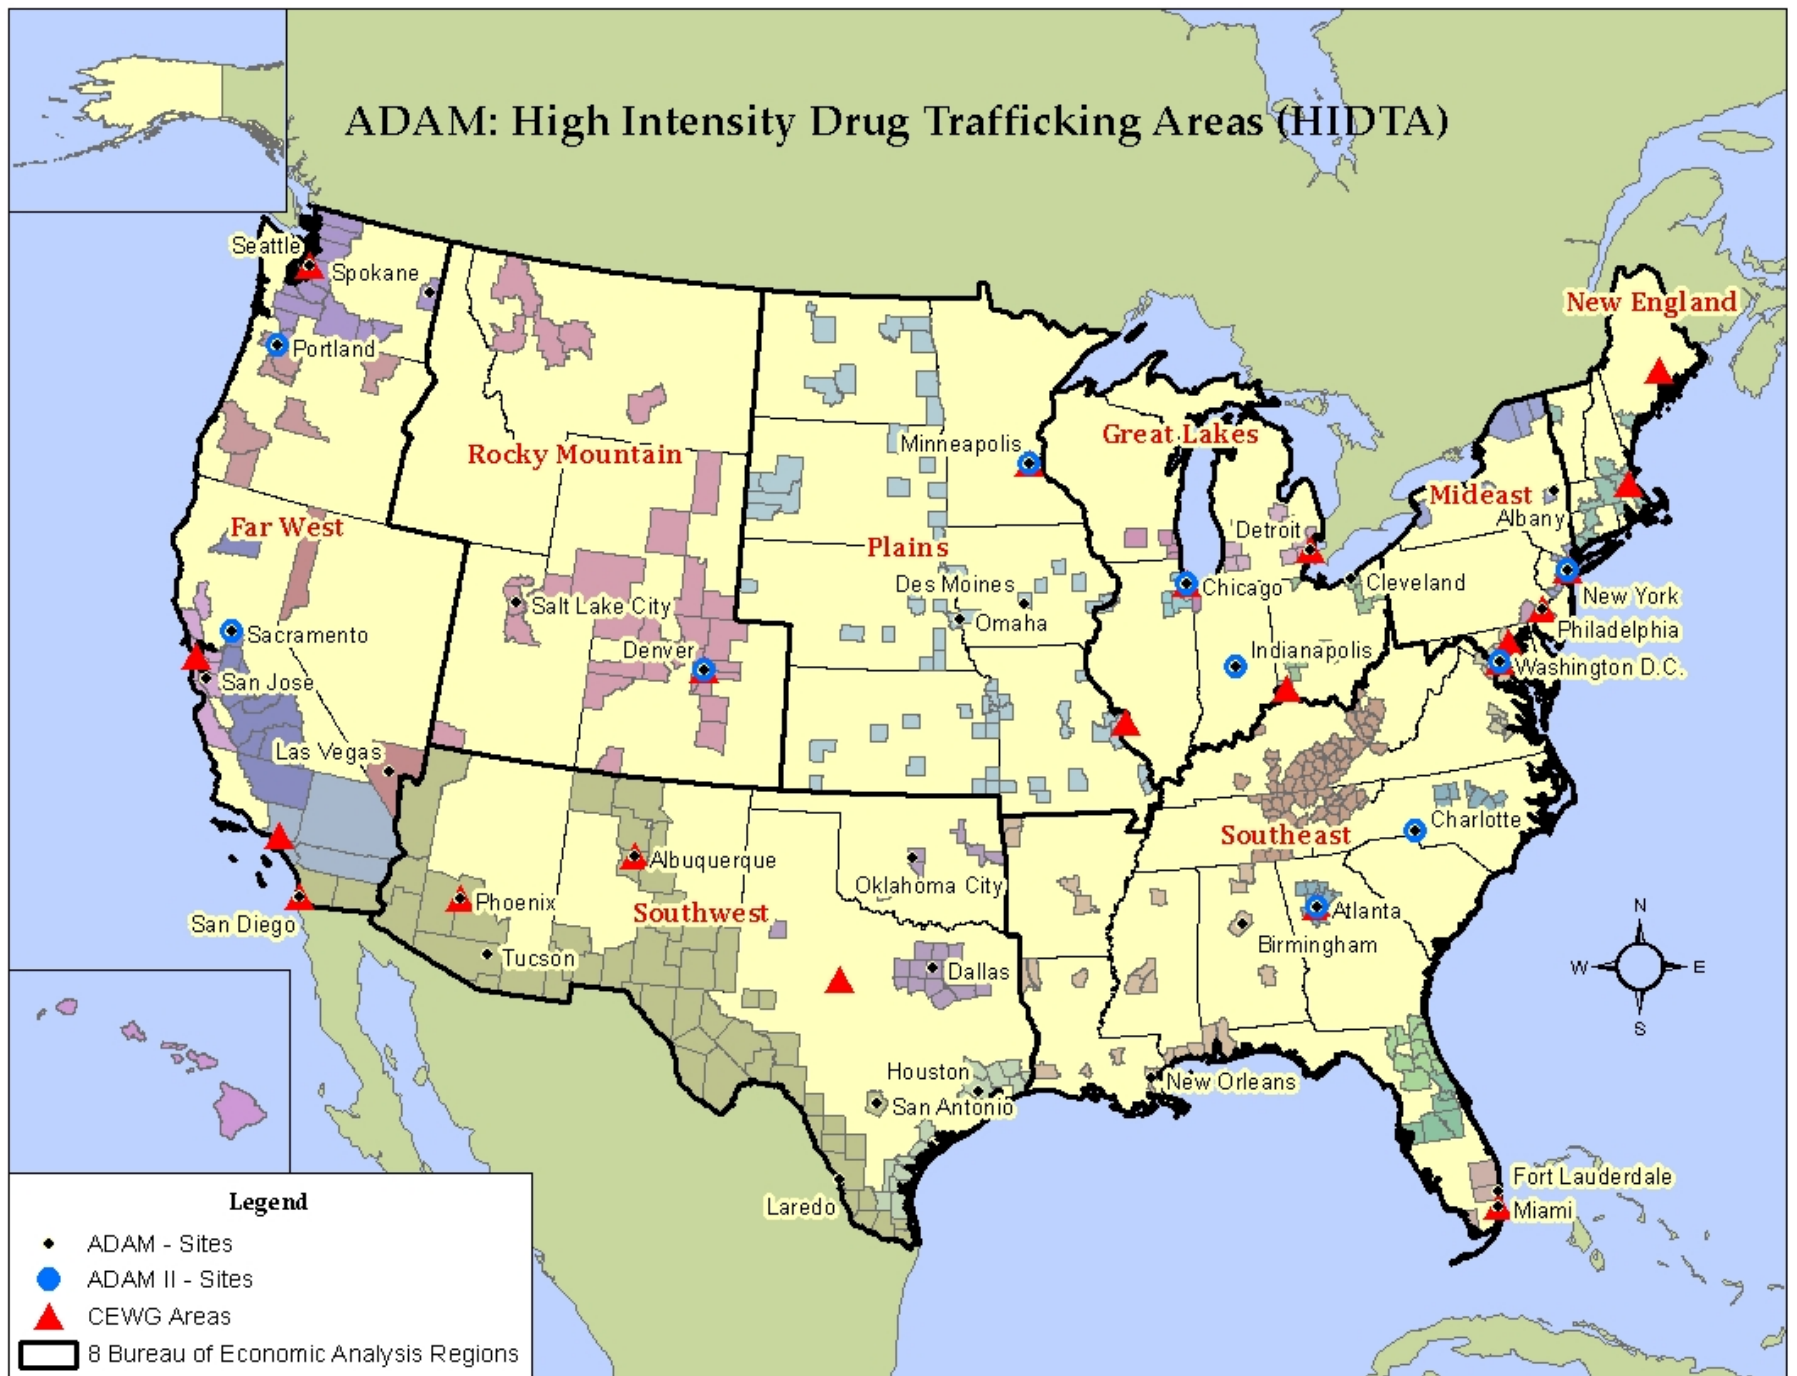 ADAM: High Intensity Drug Trafficking Areas (HIDTA)
Seattle
Spokane
New England
Portland
Great Lakes
Minneapolis
Rocky Mountain
Mideast
Albany
Far West
Detroit
Plains
Des Moines
Chicago
Cleveland
New York
Salt Lake City
Omaha
Sacramento
Philadelphia
Denver
Indianapolis
Washington D.C.
San Jose
Las Vegas
Charlotte
Southeast
Albuquerque
Oklahoma City
Phoenix
Southwest
Atlanta
San Diego
Birmingham
N
W
E
S
Tucson
Dallas
Houston
New Orleans
San Antonio
Fort Lauderdale
Laredo
Miami
Legend
ADAM - Sites
ADAM II - Sites
CEWG Areas
8 Bureau of Economic Analysis Regions